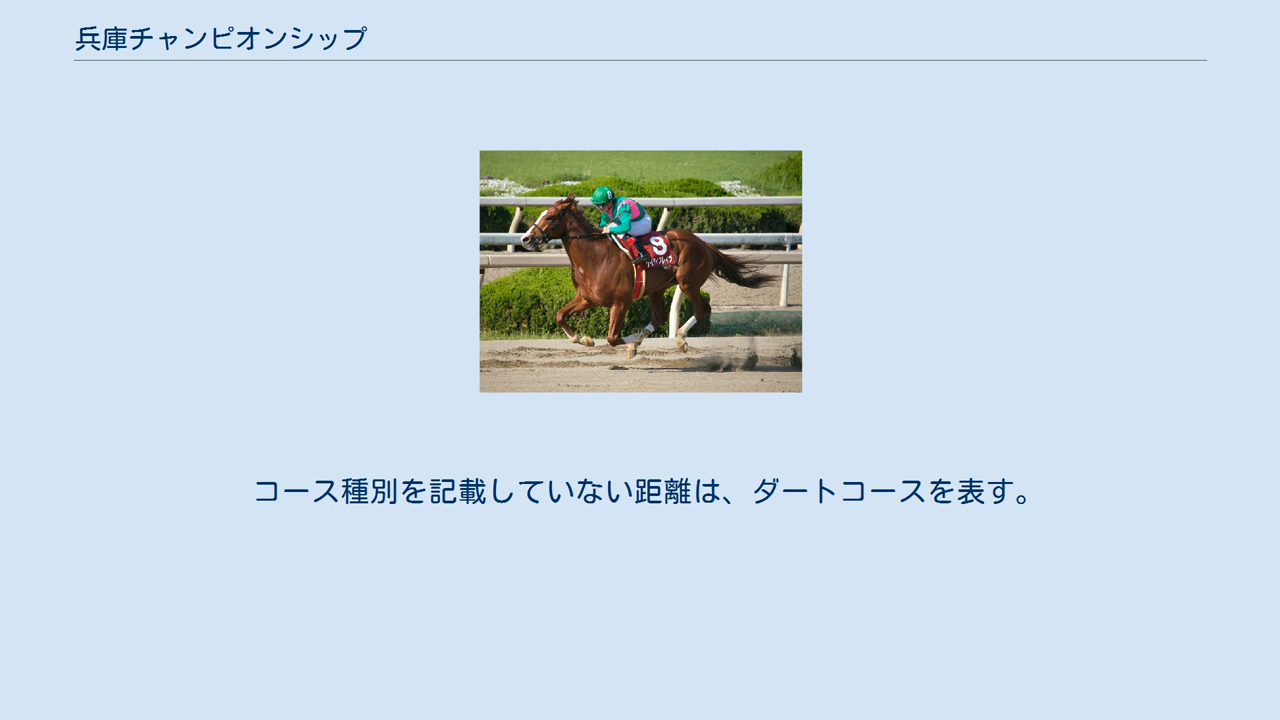 兵庫チャンピオンシップ
8
コース種別を記載していない距離は、ダートコースを表す。